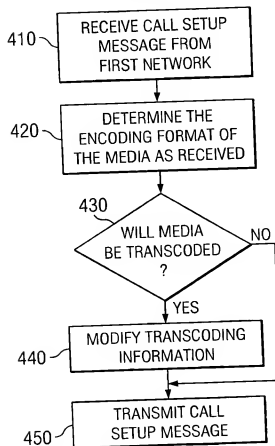 410
RECEIVE CALL SETUP
MESSAGE FROM
FIRST NETWORK
420
DETERMINE THE
ENCODING FORMAT OF
THE MEDIA AS RECEIVED
430
WILL MEDIA
BE TRANSCODED
?
NO
YES
440
MODIFY TRANSCODING
INFORMATION
450
TRANSMIT CALL
SETUP MESSAGE